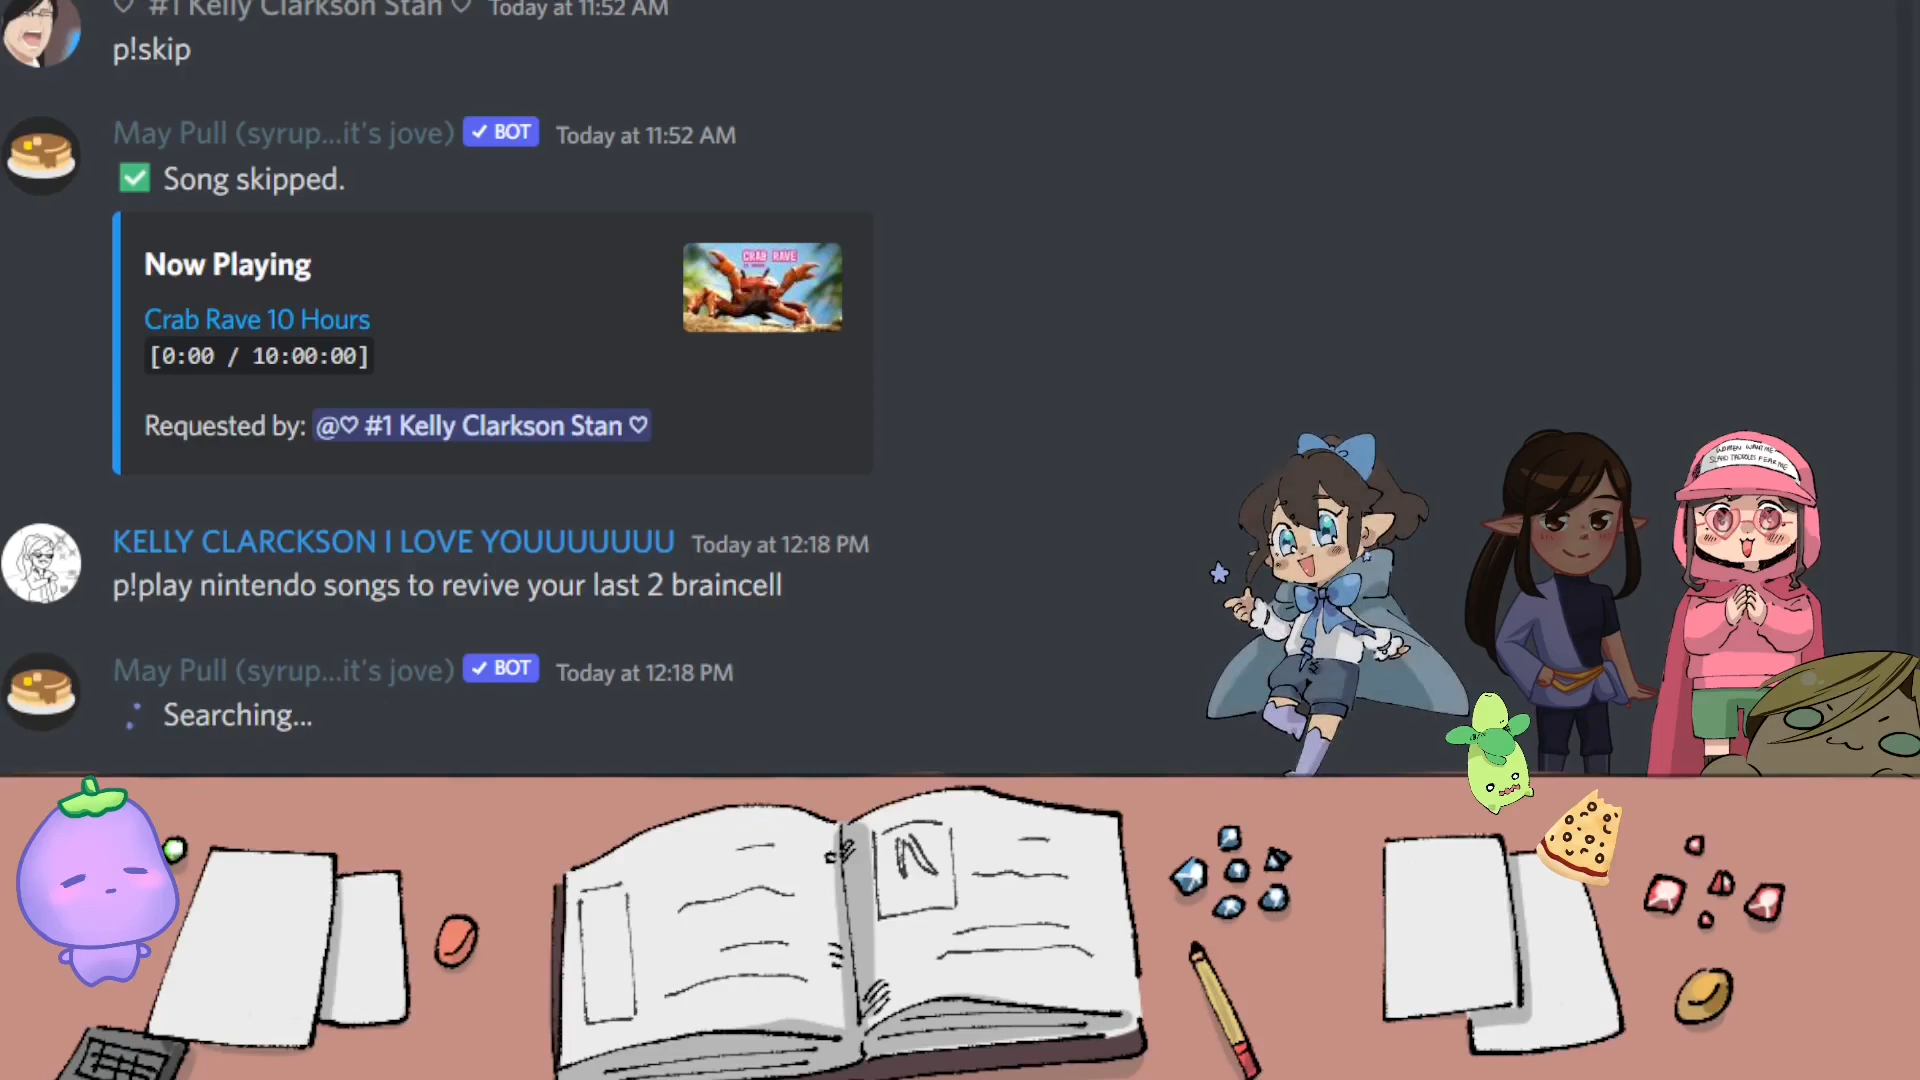 ♡ #1 Kelly Clarkson Stan ♡ Today at 11:52 AM
p!skip
May Pull (syrup...it's jove) ✓ BOT Today at 11:52 AM
✅ Song skipped.
Now Playing
CRAB RAVE
Crab Rave 10 Hours
[0:00 / 10:00:00]
Requested by: @♡ #1 Kelly Clarkson Stan ♡
WOMEN WANT ME
KELLY CLARCKSON I LOVE YOUUUUUUU Today at 12:18 PM
p!play nintendo songs to revive your last 2 braincell
May Pull (syrup...it's jove) ✓ BOT Today at 12:18 PM
Searching...